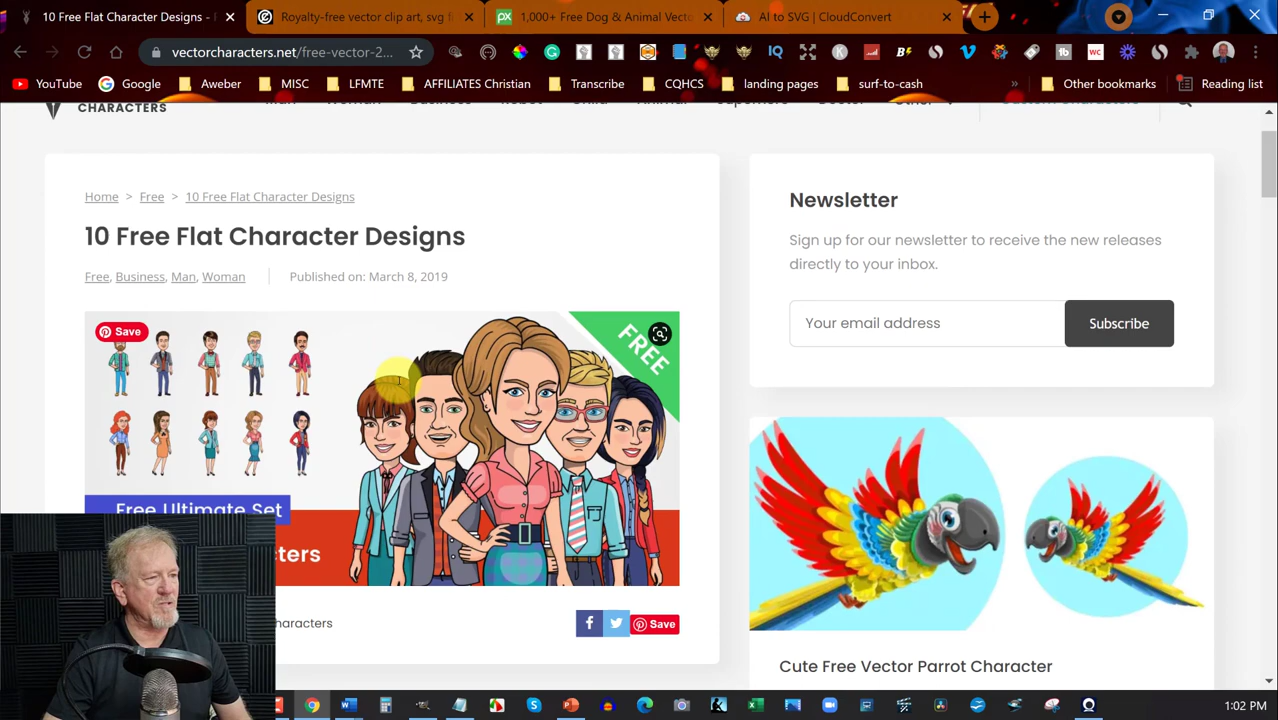 10 Free Flat Character Designs -
Royalty-free vector clip art, svg f
1,000+ Free Dog & Animal Vecto
AI to SVG | CloudConvert
vectorcharacters.net/free-vector-2...
YouTube
Google
Aweber
MISC
LFMTE
AFFILIATES Christian
Transcribe
CQHCS
landing pages
surf-to-cash
»
Other bookmarks
Reading list
CHARACTERS
Home > Free > 10 Free Flat Character Designs
10 Free Flat Character Designs
Free, Business, Man, Woman
Published on: March 8, 2019
Save
FREE
Free Ultimate Set
cters
haracters
Save
Newsletter
Sign up for our newsletter to receive the new releases
directly to your inbox.
Your email address
Subscribe
Cute Free Vector Parrot Character
1:02 PM